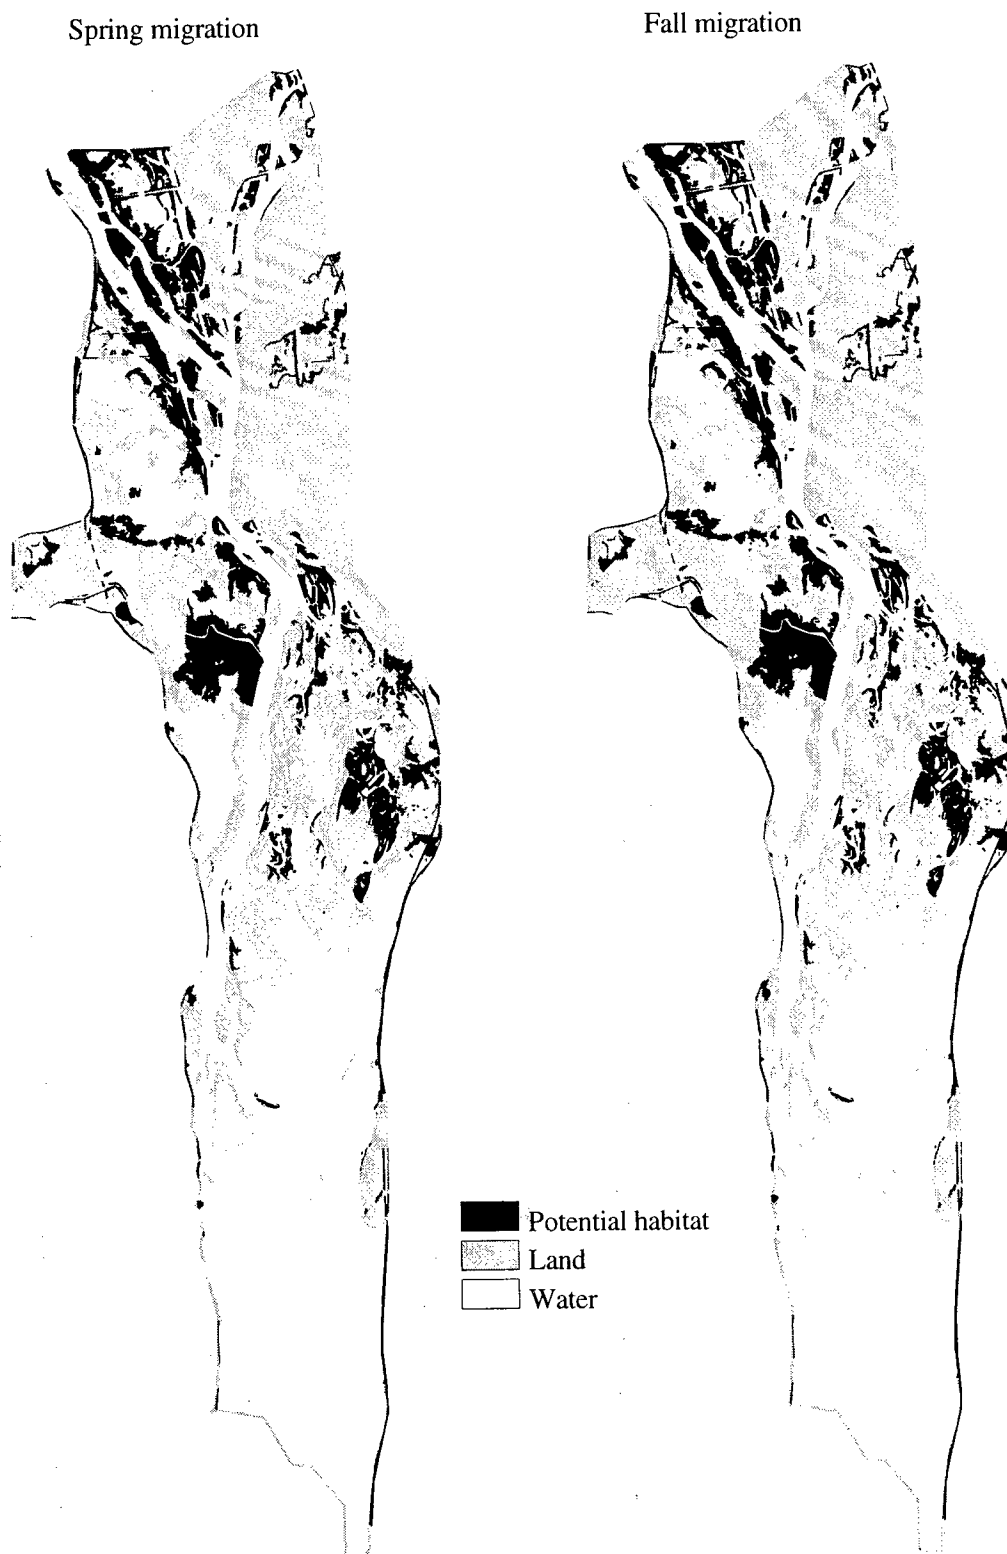 Spring migration
Fall migration
Potential habitat
Land
Water